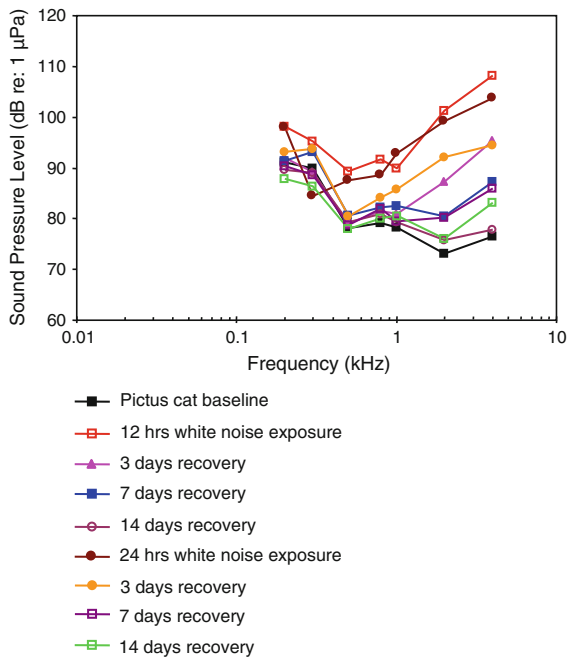 120
110
100
90
80
70
60
Sound Pressure Level (dB re: 1 µPa)
0.01
0.1
1
10
Frequency (kHz)
Pictus cat baseline
12 hrs white noise exposure
3 days recovery
7 days recovery
14 days recovery
24 hrs white noise exposure
3 days recovery
7 days recovery
14 days recovery